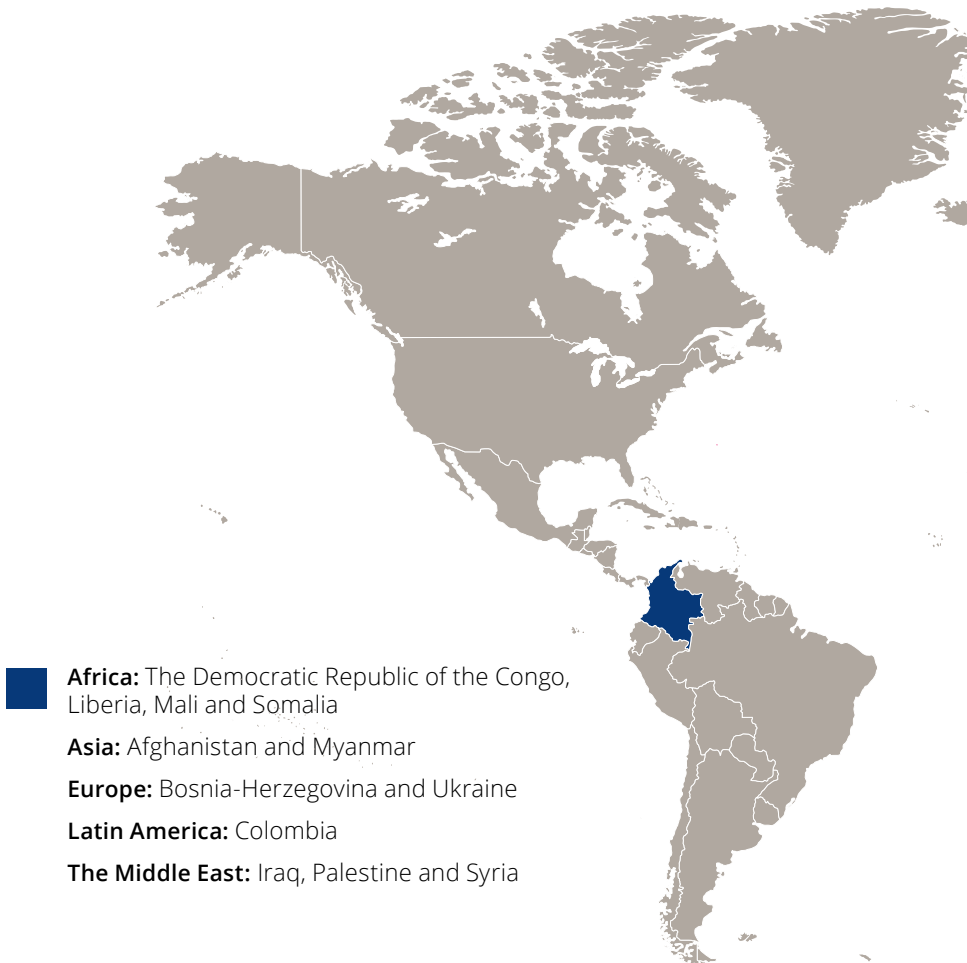 Africa: The Democratic Republic of the Congo,
Liberia, Mali and Somalia
Asia: Afghanistan and Myanmar
Europe: Bosnia-Herzegovina and Ukraine
Latin America: Colombia
The Middle East: Iraq, Palestine and Syria